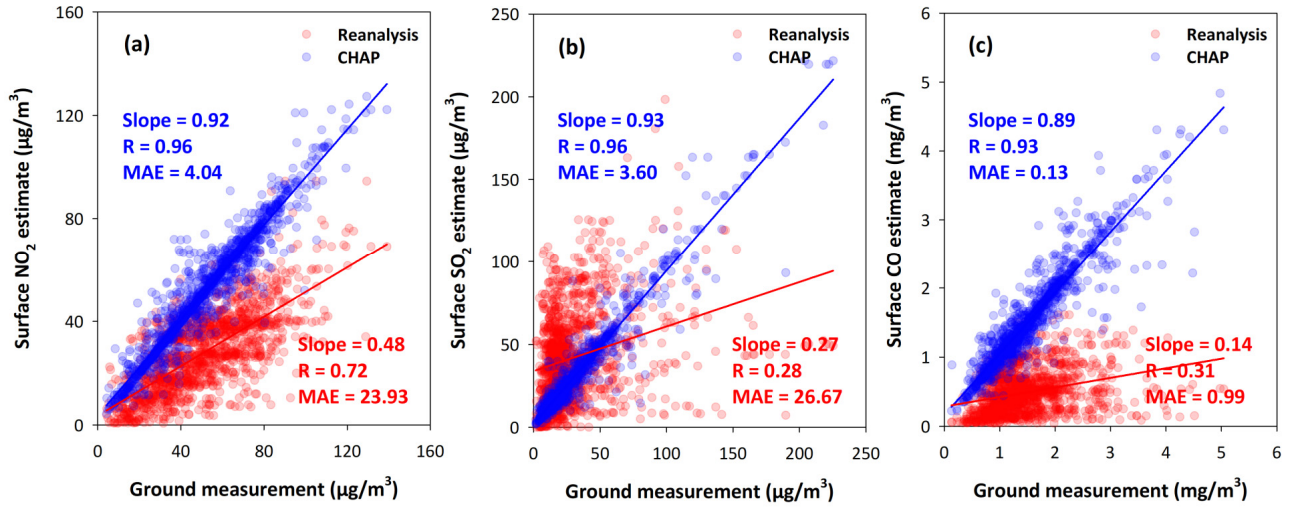 (a)
Reanalysis
CHAP
Slope = 0.92
R = 0.96
MAE = 4.04
Slope = 0.48
R = 0.72
MAE = 23.93
Surface NO₂ estimate (µg/m³)
160
120
80
40
0
0 40 80 120 160
Ground measurement (µg/m³)
(b)
Reanalysis
CHAP
Slope = 0.93
R = 0.96
MAE = 3.60
Slope = 0.27
R = 0.28
MAE = 26.67
Surface SO₂ estimate (µg/m³)
250
200
150
100
50
0
0 50 100 150 200 250
Ground measurement (µg/m³)
(c)
Reanalysis
CHAP
Slope = 0.89
R = 0.93
MAE = 0.13
Slope = 0.14
R = 0.31
MAE = 0.99
Surface CO estimate (mg/m³)
6
5
4
3
2
1
0
0 1 2 3 4 5 6
Ground measurement (mg/m³)